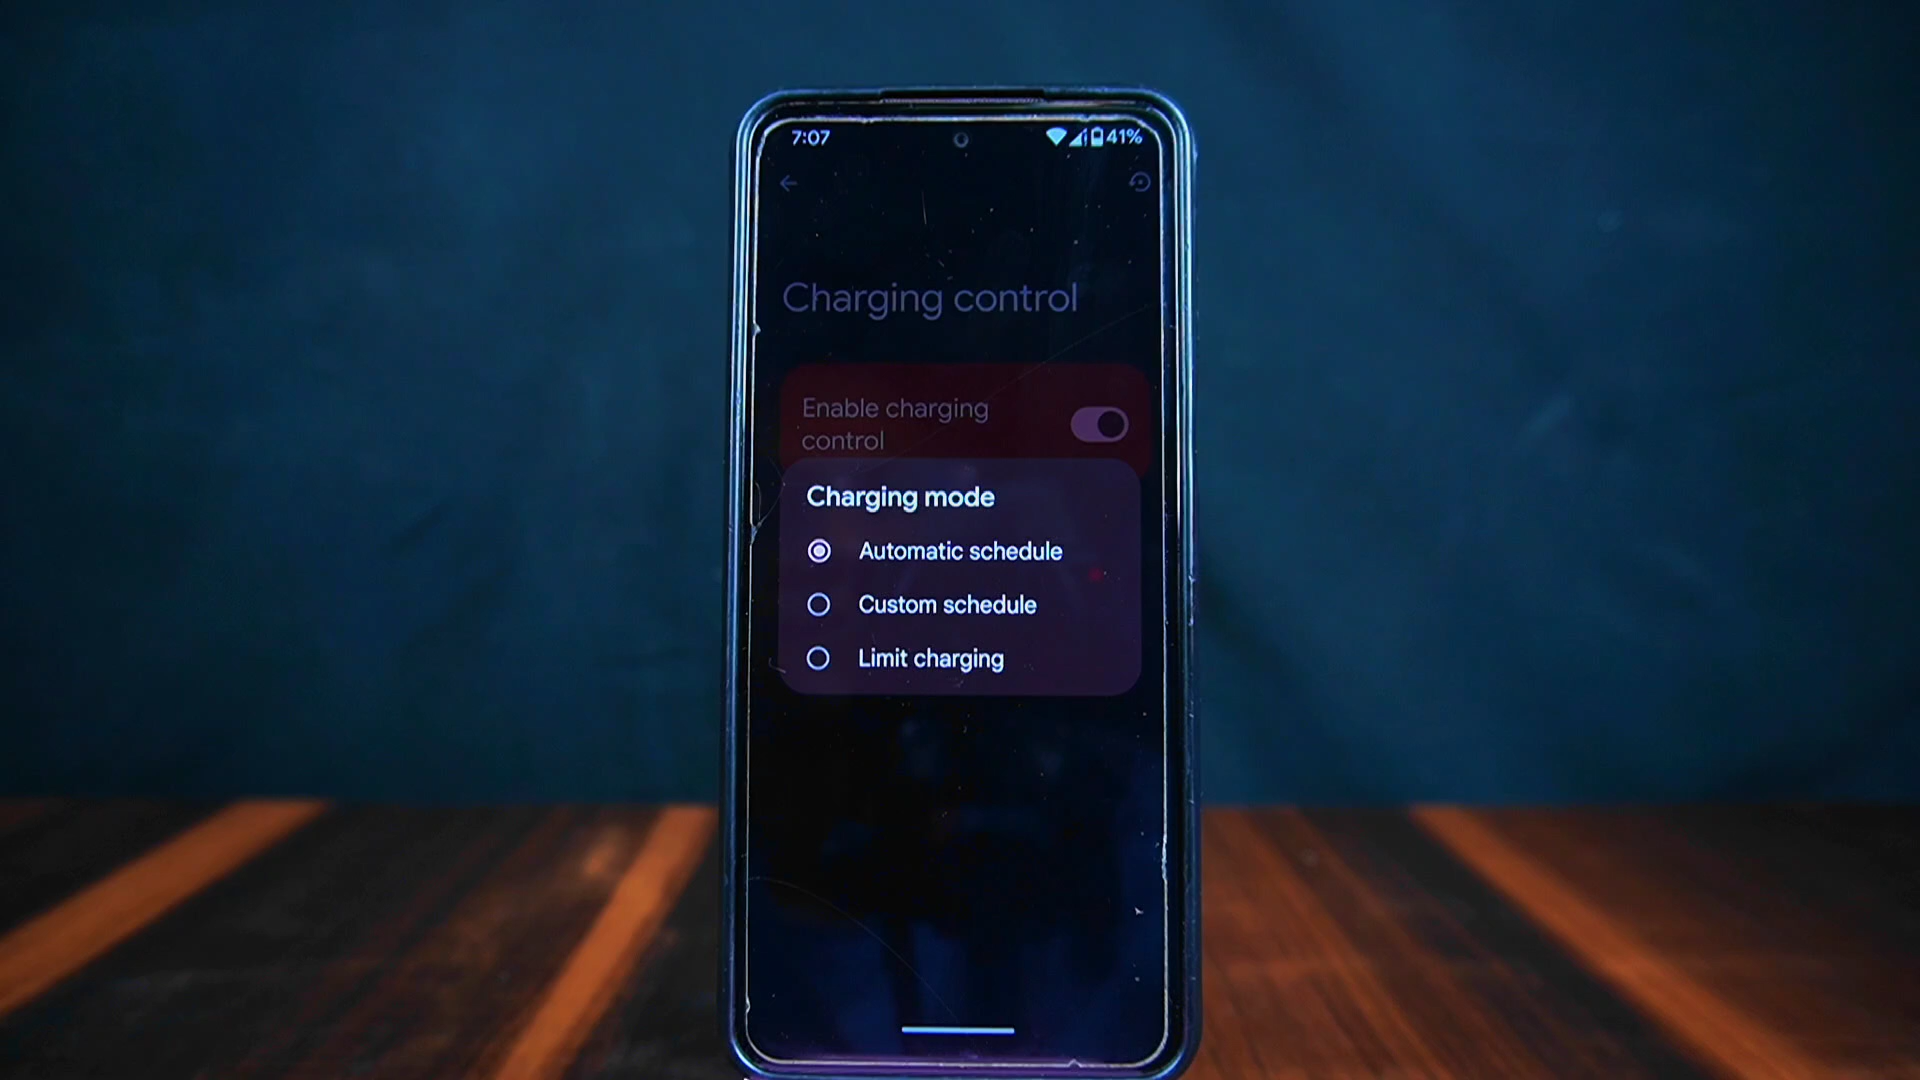 7:07 41%
Charging control
Enable charging
control
Charging mode
Automatic schedule
Custom schedule
Limit charging